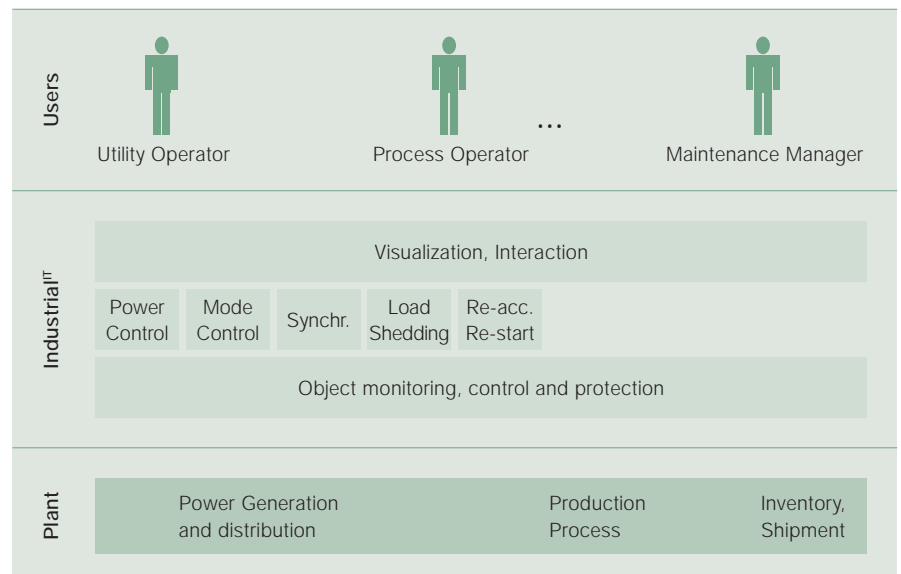 Users
Utility Operator
Process Operator
...
Maintenance Manager
Industrial^IT
Visualization, Interaction
Power
Control
Mode
Control
Synchr.
Load
Shedding
Re-acc.
Re-start
Object monitoring, control and protection
Plant
Power Generation
and distribution
Production
Process
Inventory,
Shipment